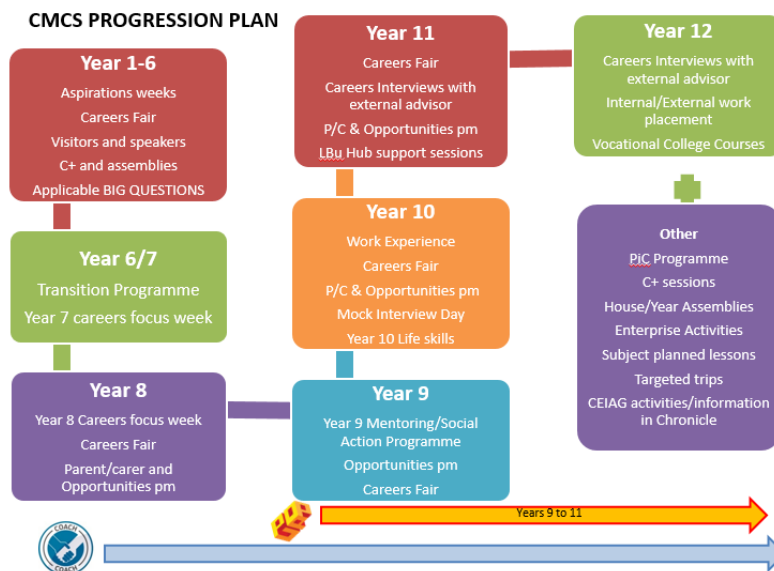 CMCS PROGRESSION PLAN
Year 1-6
Aspirations weeks
Careers Fair
Visitors and speakers
C+ and assemblies
Applicable BIG QUESTIONS
Year 6/7
Transition Programme
Year 7 careers focus week
Year 8
Year 8 Careers focus week
Careers Fair
Parent/carer and
Opportunities pm
Year 9
Year 9 Mentoring/Social
Action Programme
Opportunities pm
Careers Fair
Year 10
Work Experience
Careers Fair
P/C & Opportunities pm
Mock Interview Day
Year 10 Life skills
Year 11
Careers Fair
Careers Interviews with
external advisor
P/C & Opportunities pm
LBu Hub support sessions
Year 12
Careers Interviews with
external advisor
Internal/External work
placement
Vocational College Courses
Other
PiC Programme
C+ sessions
House/Year Assemblies
Enterprise Activities
Subject planned lessons
Targeted trips
CEIAG activities/information
in Chronicle
Years 9 to 11
COACH
COACH